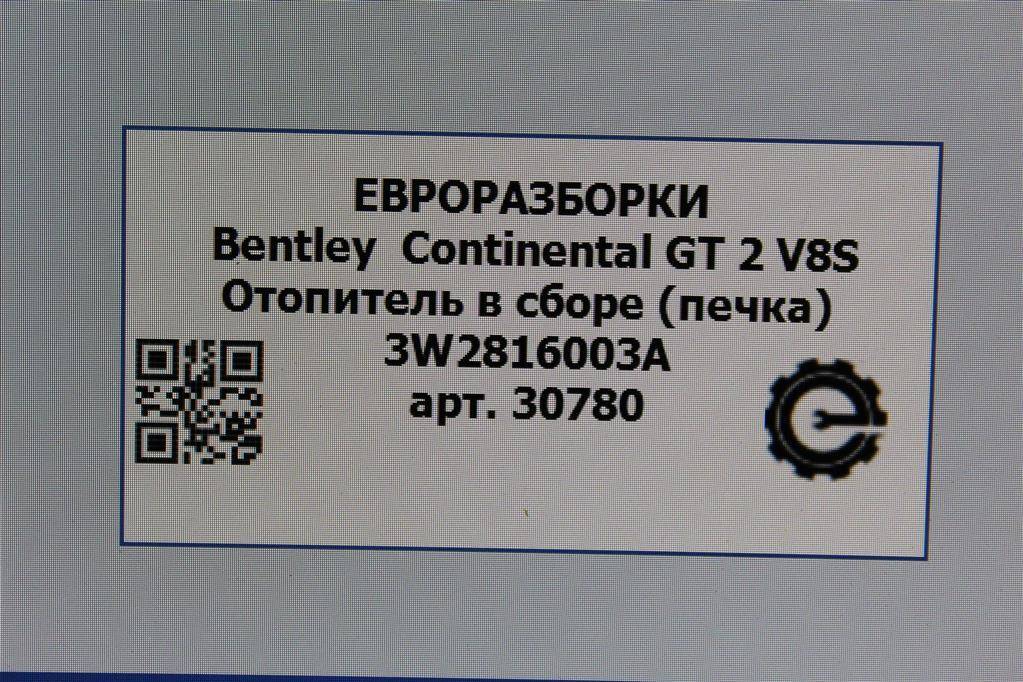 ЕВРОРАЗБОРКИ
Bentley Continental GT 2 V8S
Отопитель в сборе (печка)
3W2816003A
арт. 30780